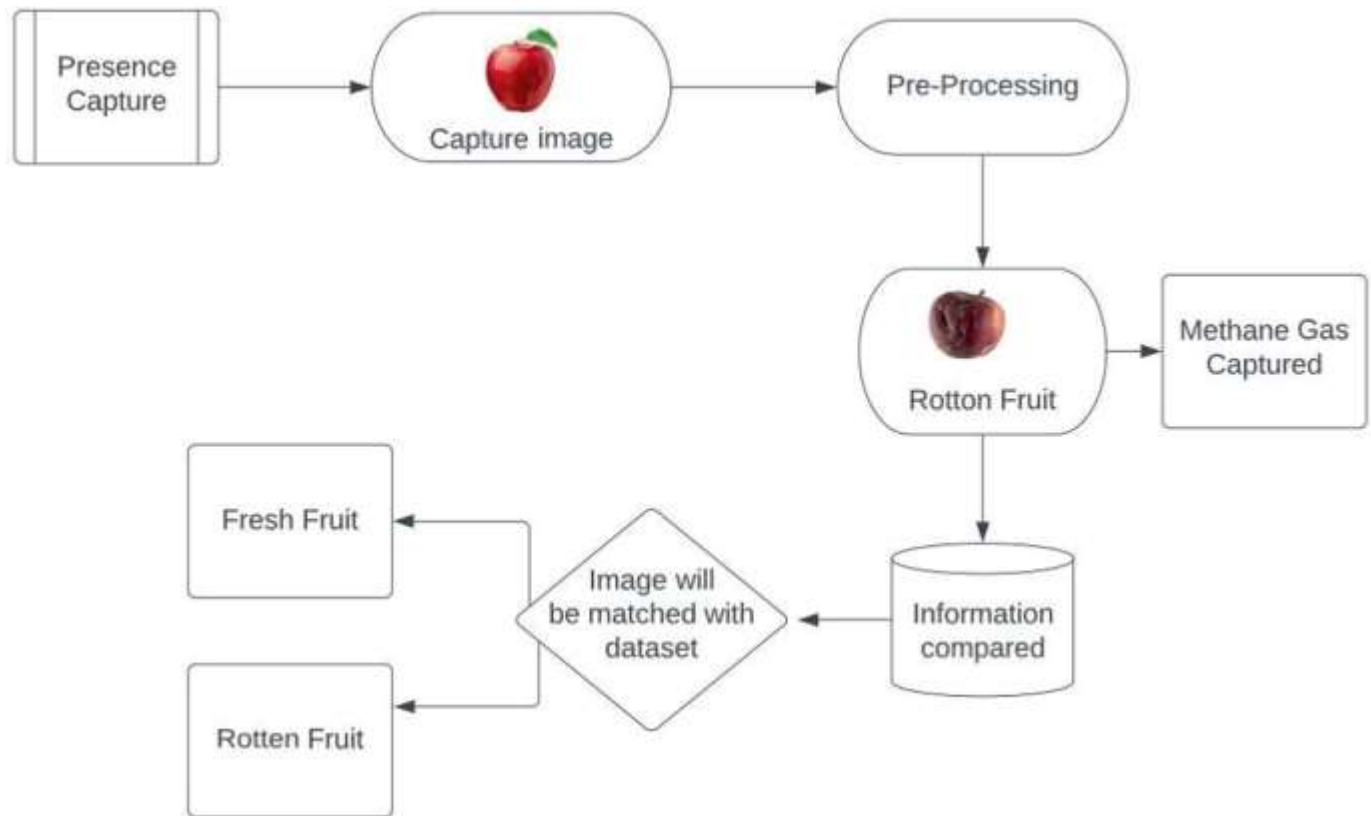 Presence
Capture
Capture image
Pre-Processing
Rotton Fruit
Methane Gas
Captured
Information
compared
Image will
be matched with
dataset
Fresh Fruit
Rotten Fruit